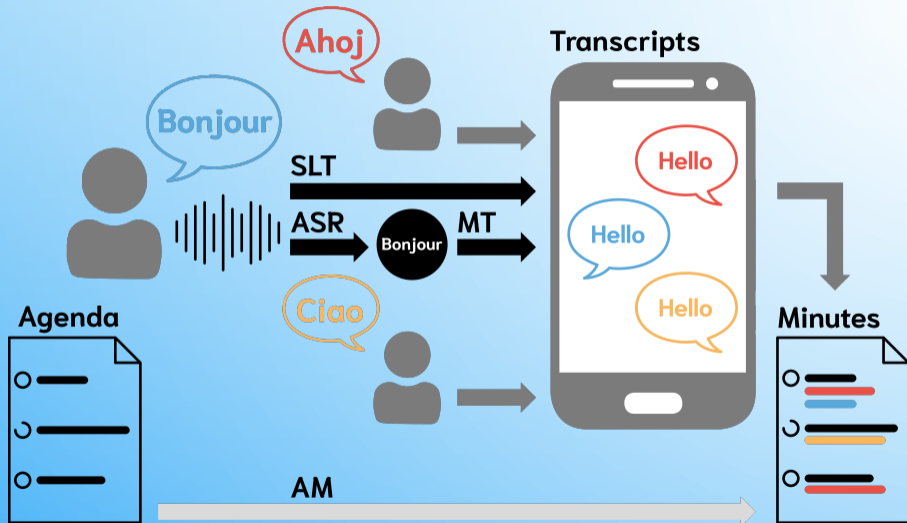 Ahoj
Transcripts
Bonjour
Hello
SLT
ASR
Bonjour
MT
Hello
Ciao
Hello
Agenda
Minutes
AM